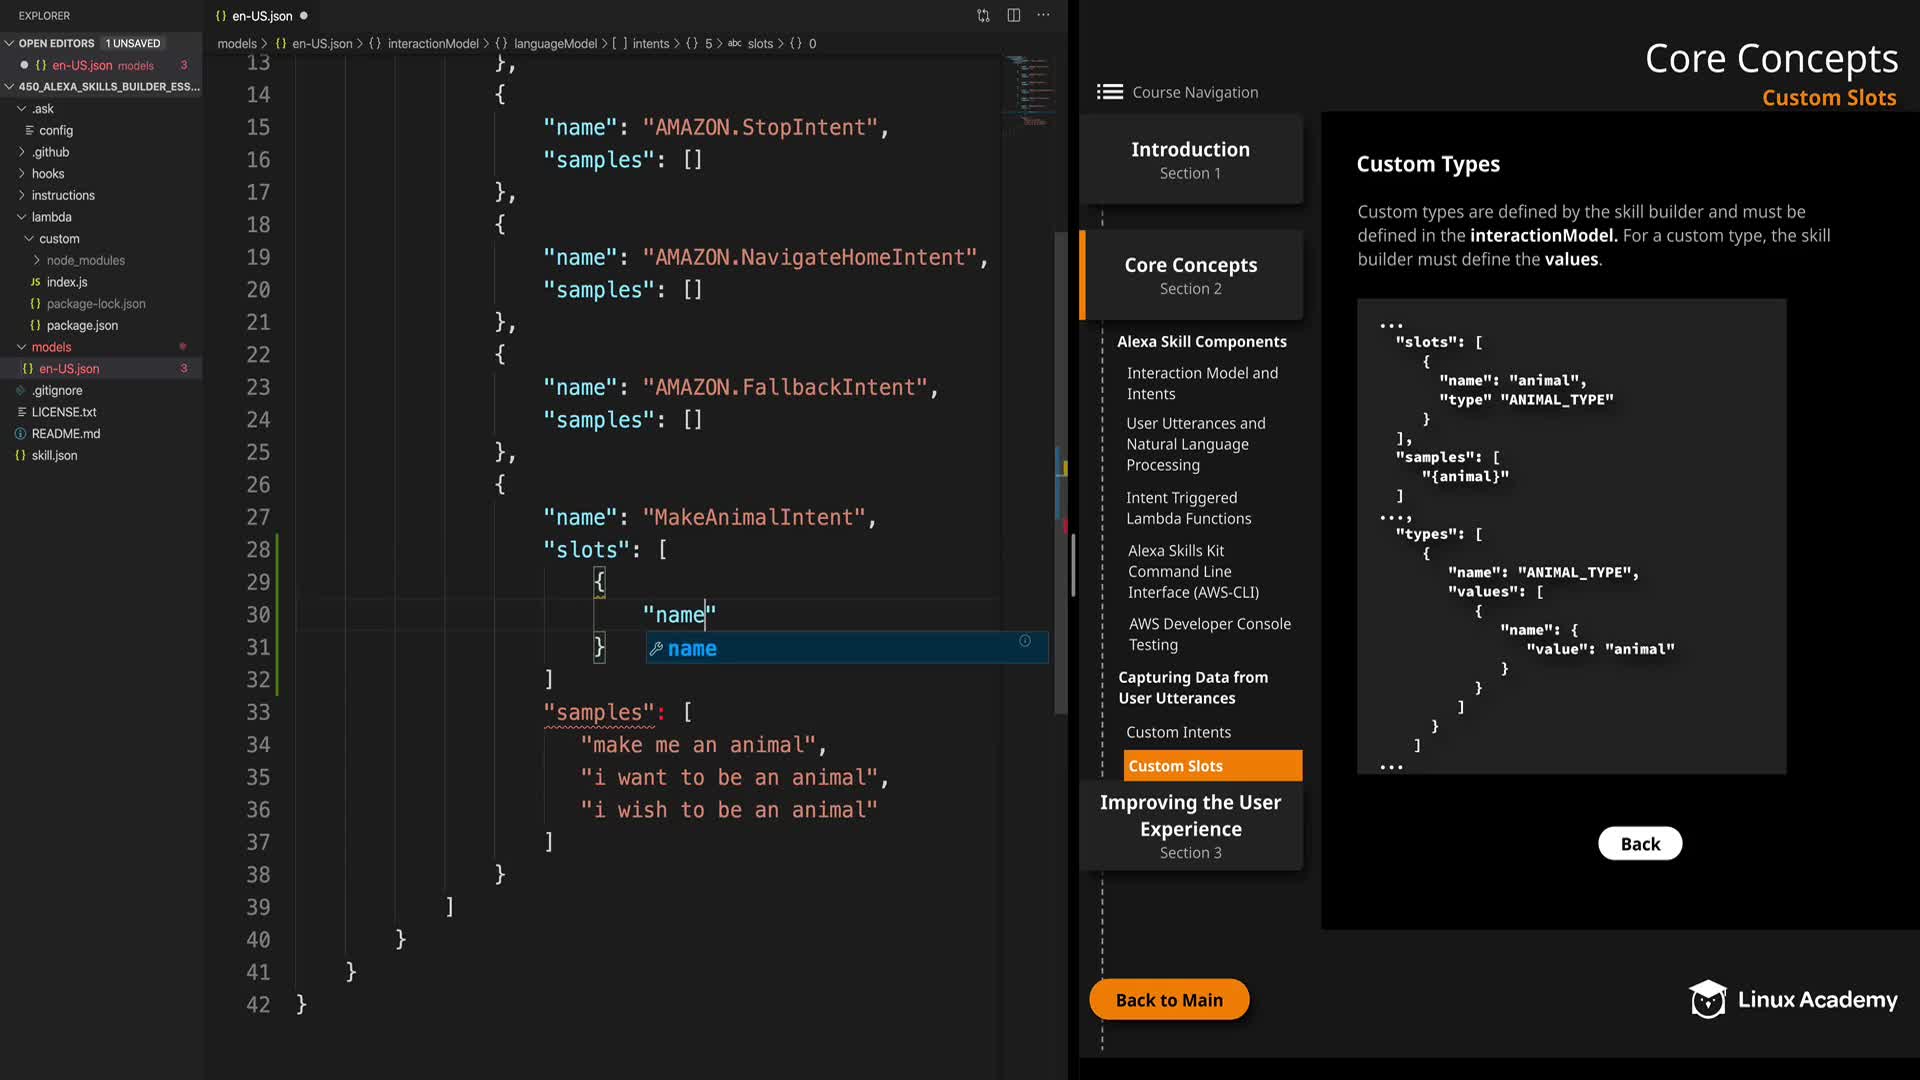 EXPLORER
OPEN EDITORS 1 UNSAVED
{} en-US.json models 3
450_ALEXA_SKILLS_BUILDER_ESS...
.ask
config
.github
hooks
instructions
lambda
custom
node_modules
JS index.js
{} package-lock.json
{} package.json
models
{} en-US.json 3
.gitignore
LICENSE.txt
README.md
{} skill.json
{} en-US.json
models > {} en-US.json > {} interactionModel > {} languageModel > [ ] intents > {} 5 > abc slots > {} 0
13 },
14 {
15 "name": "AMAZON.StopIntent",
16 "samples": []
17 },
18 {
19 "name": "AMAZON.NavigateHomeIntent",
20 "samples": []
21 },
22 {
23 "name": "AMAZON.FallbackIntent",
24 "samples": []
25 },
26 {
27 "name": "MakeAnimalIntent",
28 "slots": [
29 {
30 "name"
31 }
name
32 ]
33 "samples": [
34 "make me an animal",
35 "i want to be an animal",
36 "i wish to be an animal"
37 ]
38 }
39 ]
40 }
41 }
42 }
Core Concepts
Custom Slots
Course Navigation
Introduction
Section 1
Core Concepts
Section 2
Alexa Skill Components
Interaction Model and
Intents
User Utterances and
Natural Language
Processing
Intent Triggered
Lambda Functions
Alexa Skills Kit
Command Line
Interface (AWS-CLI)
AWS Developer Console
Testing
Capturing Data from
User Utterances
Custom Intents
Custom Slots
Improving the User
Experience
Section 3
Back to Main
Custom Types
Custom types are defined by the skill builder and must be
defined in the interactionModel. For a custom type, the skill
builder must define the values.
...
"slots": [
{
"name": "animal",
"type" "ANIMAL_TYPE"
}
],
"samples": [
"{animal}"
]
...,
"types": [
{
"name": "ANIMAL_TYPE",
"values": [
{
"name": {
"value": "animal"
}
}
]
}
]
...
Back
Linux Academy